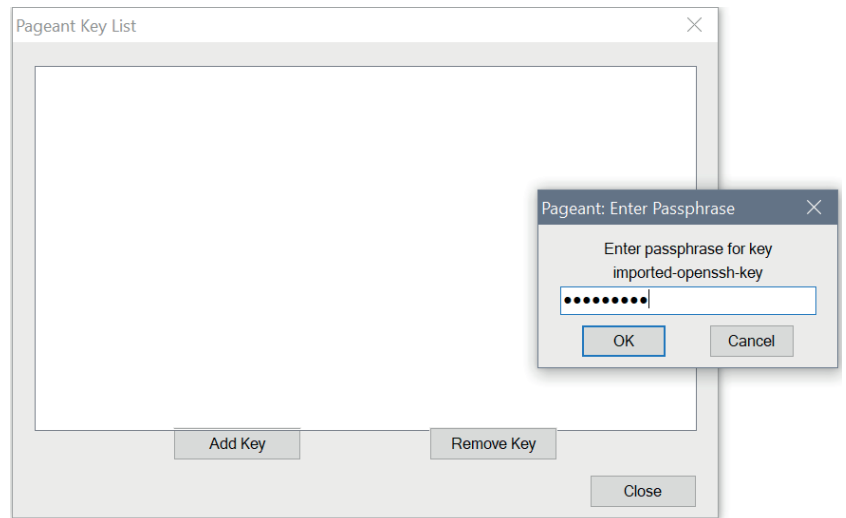 Pageant Key List
Pageant: Enter Passphrase
Enter passphrase for key
imported-openssh-key
•••••••••
OK
Cancel
Add Key
Remove Key
Close